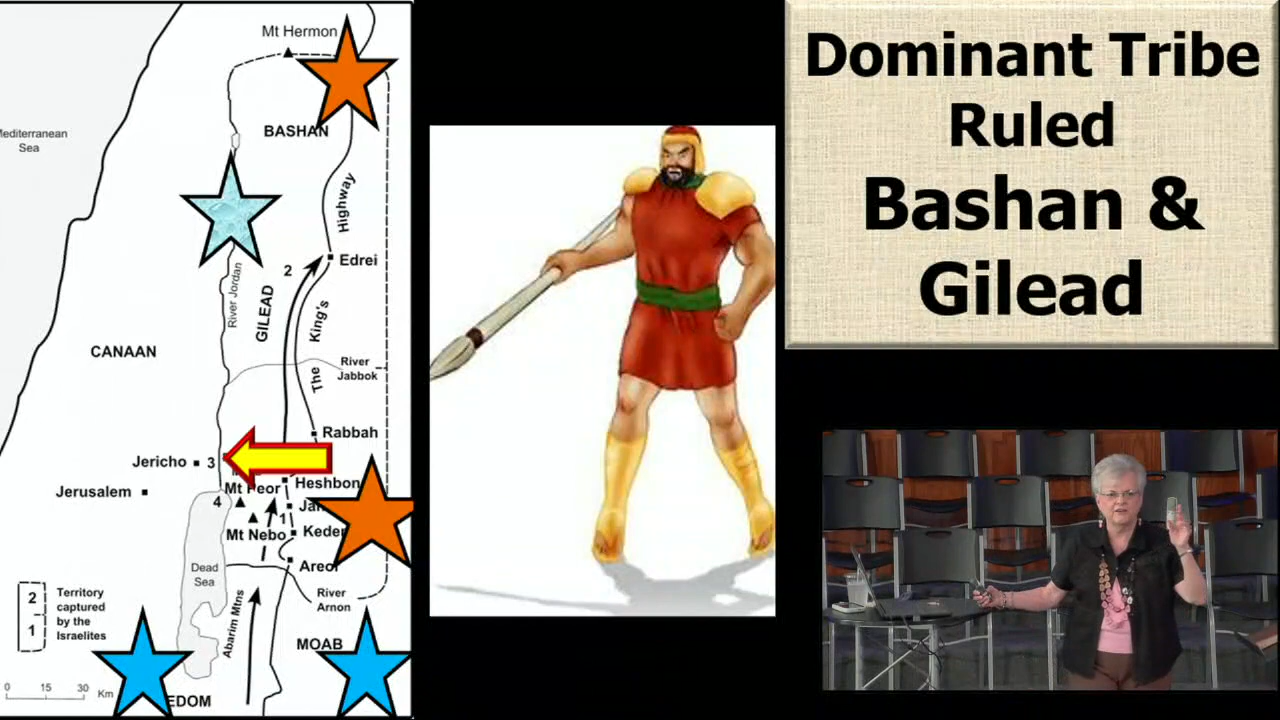 Mt Hermon
Mediterranean
Sea
BASHAN
Highway
Edrei
2
River Jordan
GILEAD
King's
CANAAN
The
River
Jabbok
Rabbah
Jericho
3
Heshbon
Mt Peor
Jerusalem
4
1
Mt Nebo
Dead
Sea
River
Arnon
Abarim Mtns
2
1
Territory
captured
by the
Israelites
MOAB
0 15 30 Km
EDOM
Dominant Tribe
Ruled
Bashan &
Gilead